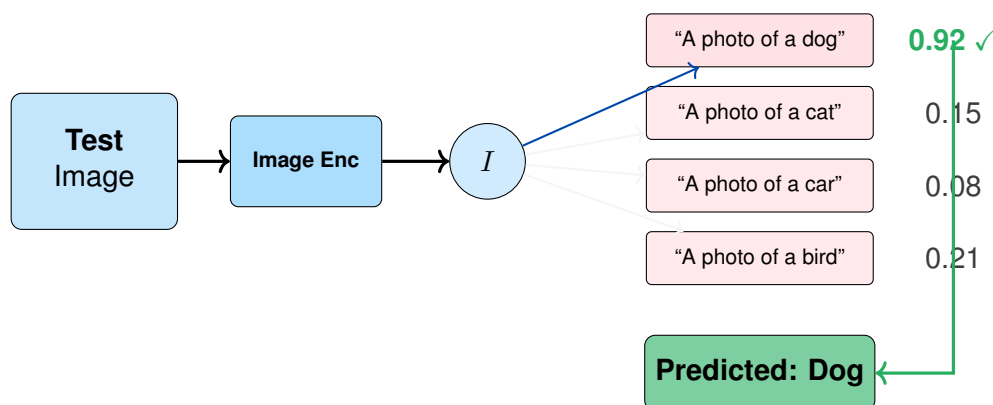 Test
Image
Image Enc
I
“A photo of a dog”
0.92 ✓
“A photo of a cat”
0.15
“A photo of a car”
0.08
“A photo of a bird”
0.21
Predicted: Dog